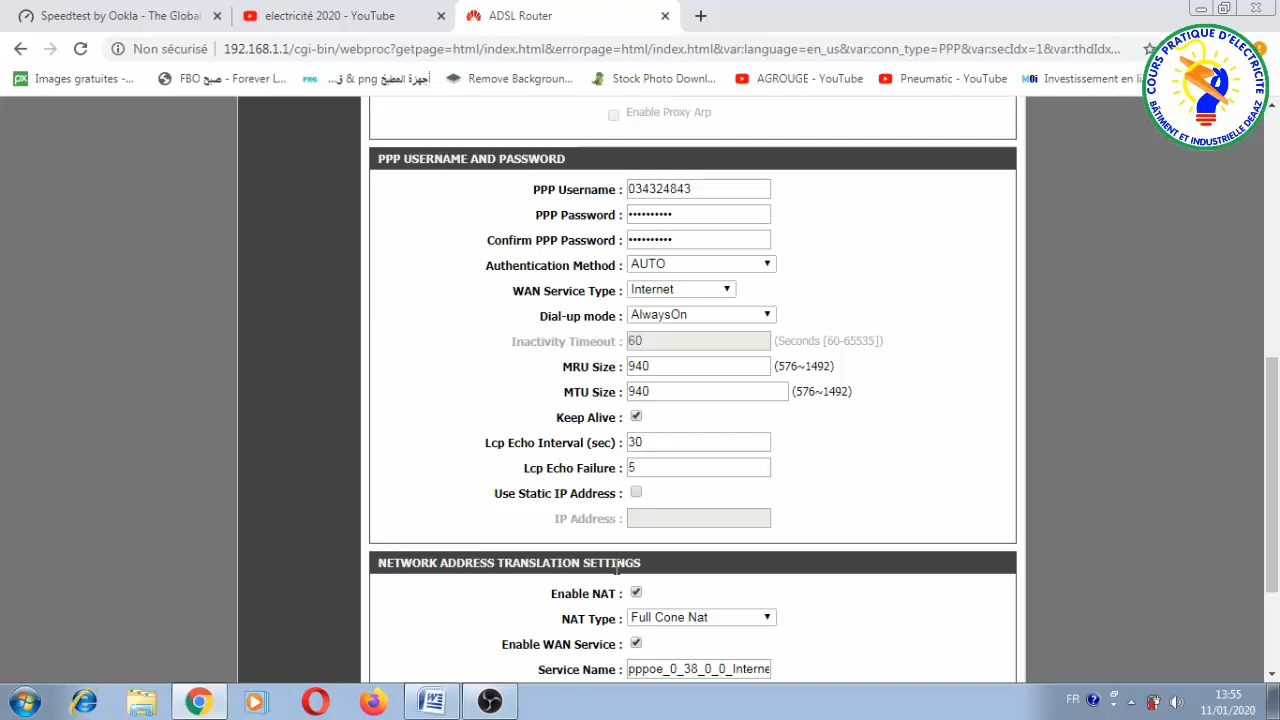 Speedtest by Ookla - The Global
electricité 2020 - YouTube
ADSL Router
Non sécurisé
192.168.1.1/cgi-bin/webproc?getpage=html/index.html&errorpage=html/index.html&var:language=en_us&var:conn_type=PPP&var:secIdx=1&var:thdIdx...
Images gratuites -...
FBO - صبح Forever L...
أجهزة المطبخ png & ق...
Remove Backgroun...
Stock Photo Downl...
AGROUGE - YouTube
Pneumatic - YouTube
Investissement en li
COURS PRATIQUE D'ELECTRICITE
BÂTIMENT ET INDUSTRIELLE DEAAZ
Enable Proxy Arp
PPP USERNAME AND PASSWORD
PPP Username : 034324843
PPP Password : ••••••••••
Confirm PPP Password : ••••••••••
Authentication Method : AUTO
WAN Service Type : Internet
Dial-up mode : AlwaysOn
Inactivity Timeout : 60 (Seconds [60-65535])
MRU Size : 940 (576~1492)
MTU Size : 940 (576~1492)
Keep Alive :
Lcp Echo Interval (sec) : 30
Lcp Echo Failure : 5
Use Static IP Address :
IP Address :
NETWORK ADDRESS TRANSLATION SETTINGS
Enable NAT :
NAT Type : Full Cone Nat
Enable WAN Service :
Service Name : pppoe_0_38_0_0_Interne
FR
13:55
11/01/2020